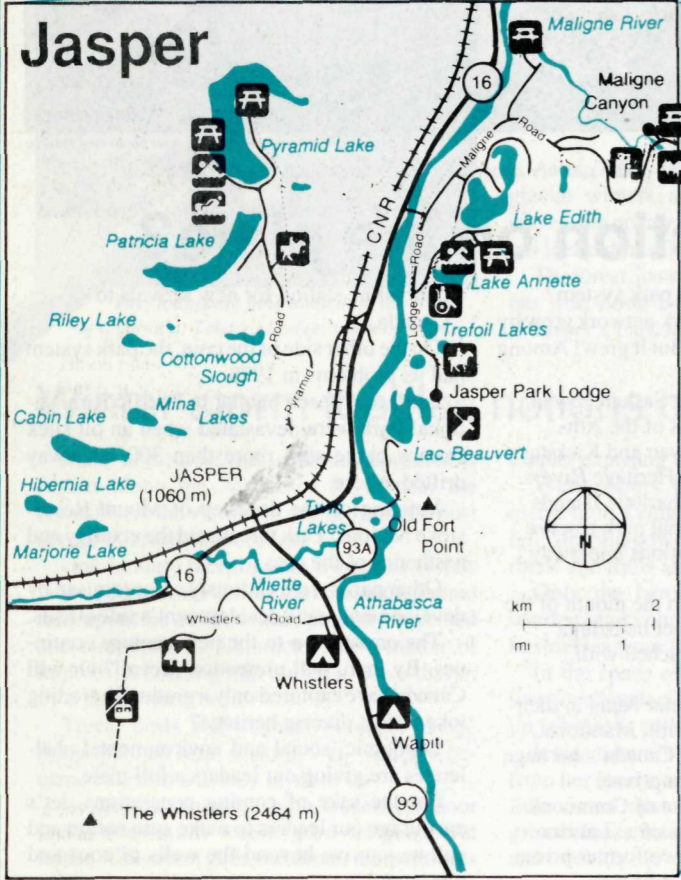 Jasper
Maligne River
16
Maligne
Canyon
Maligne Road
Pyramid Lake
CNR
Lake Edith
Patricia Lake
Lodge Road
Lake Annette
Riley Lake
Trefoil Lakes
Cottonwood
Slough
Pyramid Road
Mina Lakes
Jasper Park Lodge
Cabin Lake
Lac Beauvert
JASPER
(1060 m)
Hibernia Lake
Twin
Lakes
Old Fort
Point
93A
N
Marjorie Lake
16
Miette
River
Athabasca
River
km 2
mi 1
Whistlers Road
Whistlers
Wapiti
93
The Whistlers (2464 m)